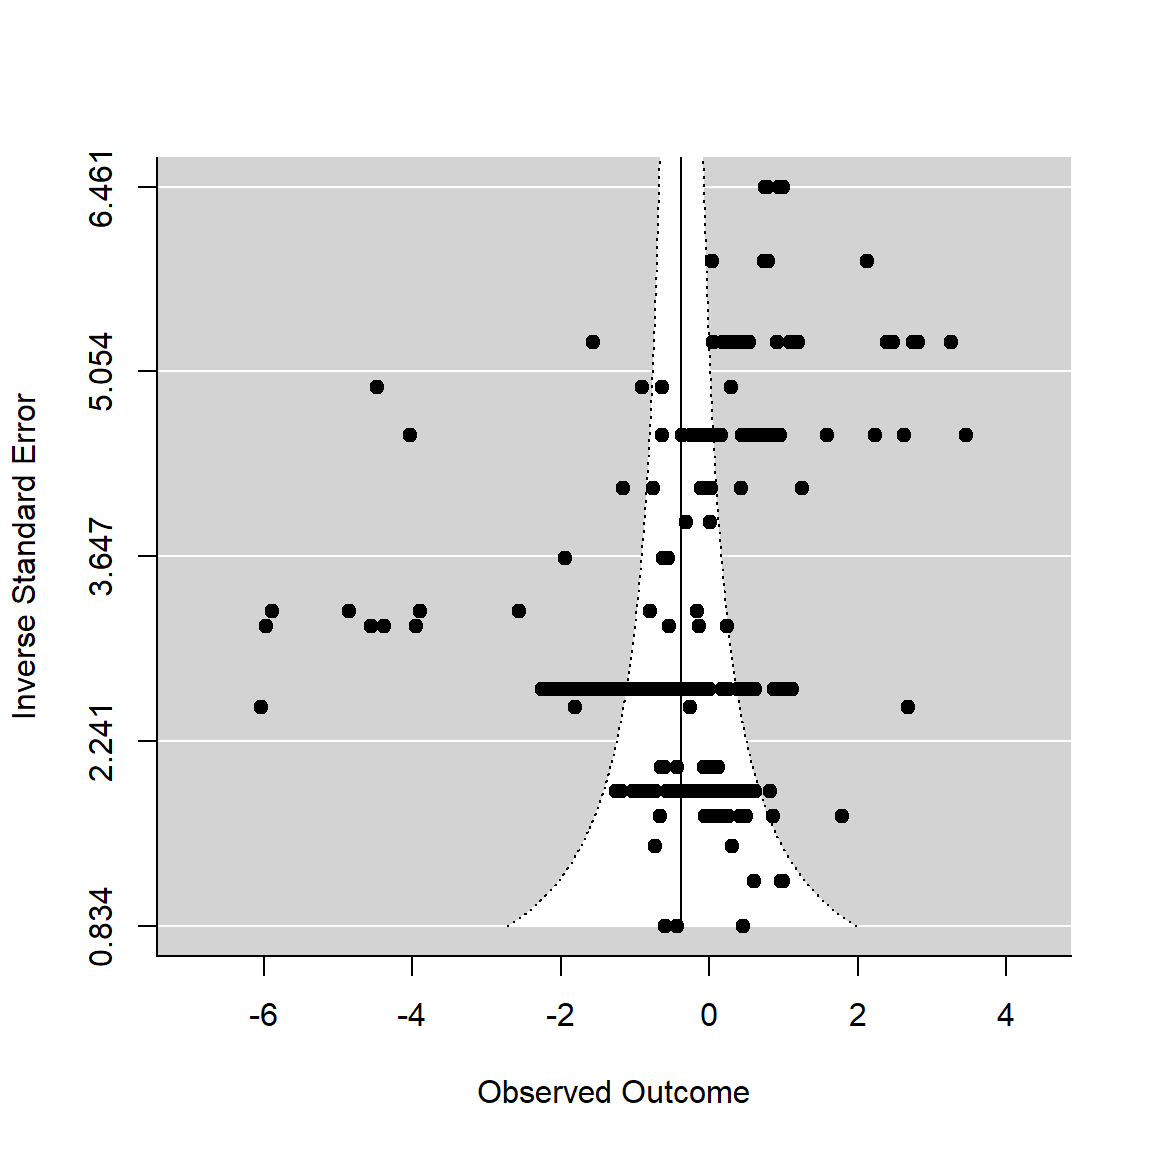 Inverse Standard Error
6.461
5.054
3.647
2.241
0.834
-6 -4 -2 0 2 4
Observed Outcome